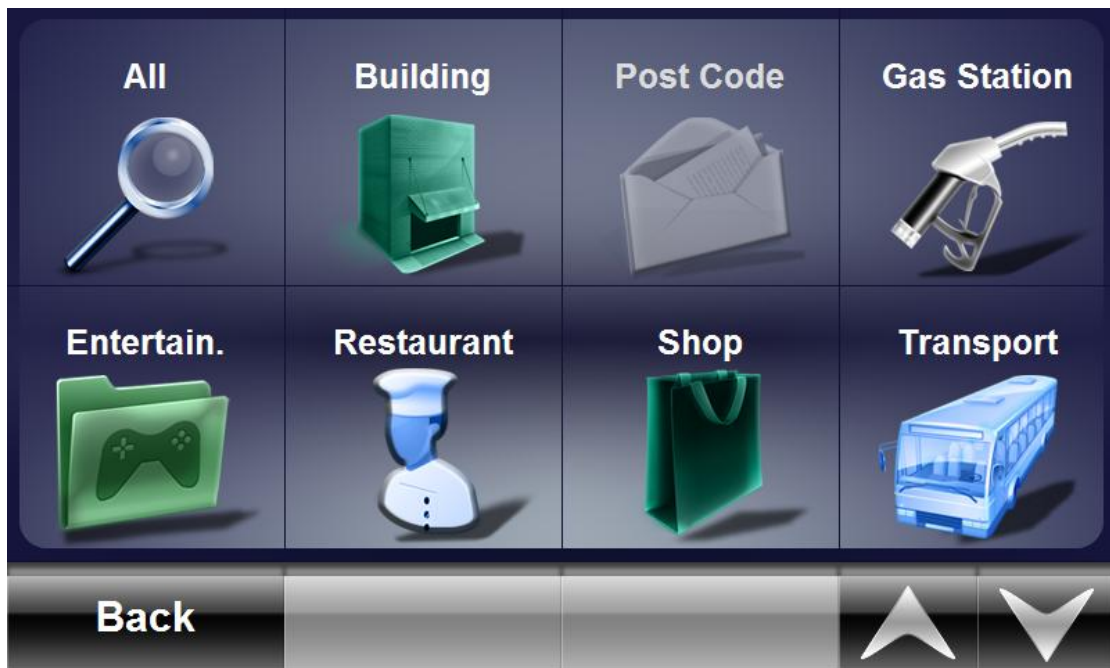 All
Building
Post Code
Gas Station
Entertain.
Restaurant
Shop
Transport
Back